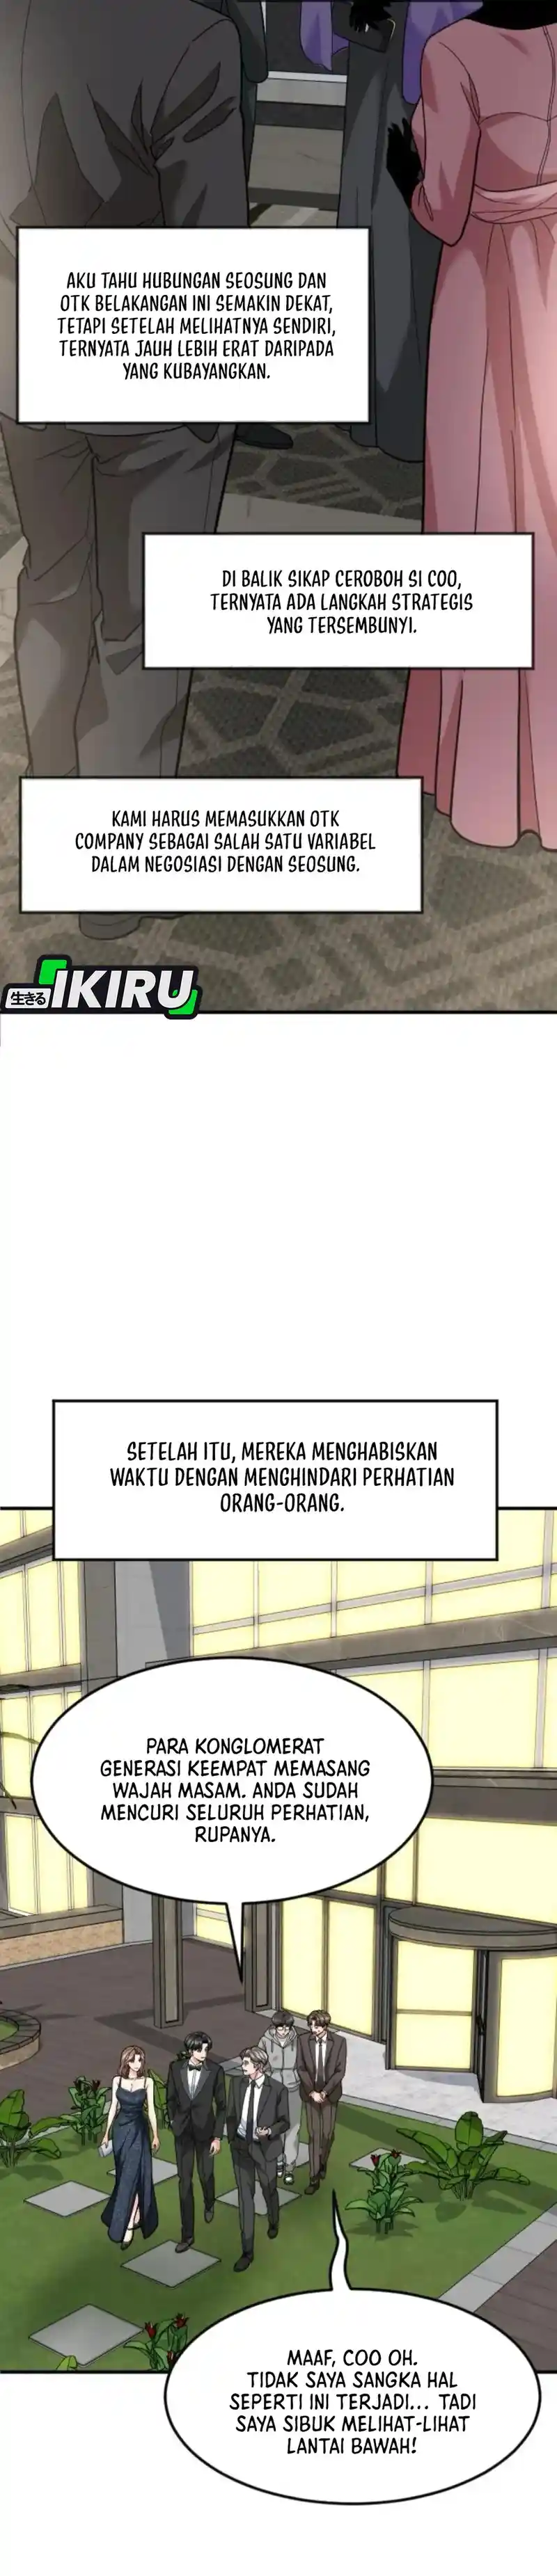 AKU TAHU HUBUNGAN SEOSUNG DAN
OTK BELAKANGAN INI SEMAKIN DEKAT,
TETAPI SETELAH MELIHATNYA SENDIRI,
TERNYATA JAUH LEBIH ERAT DARIPADA
YANG KUBAYANGKAN.
DI BALIK SIKAP CEROBOH SI COO,
TERNYATA ADA LANGKAH STRATEGIS
YANG TERSEMBUNYI.
KAMI HARUS MEMASUKKAN OTK
COMPANY SEBAGAI SALAH SATU VARIABEL
DALAM NEGOSIASI DENGAN SEOSUNG.
生きる IKIRU
SETELAH ITU, MEREKA MENGHABISKAN
WAKTU DENGAN MENGHINDARI PERHATIAN
ORANG-ORANG.
PARA KONGLOMERAT
GENERASI KEEMPAT MEMASANG
WAJAH MASAM. ANDA SUDAH
MENCURI SELURUH PERHATIAN,
RUPANYA.
MAAF, COO OH.
TIDAK SAYA SANGKA HAL
SEPERTI INI TERJADI... TADI
SAYA SIBUK MELIHAT-LIHAT
LANTAI BAWAH!